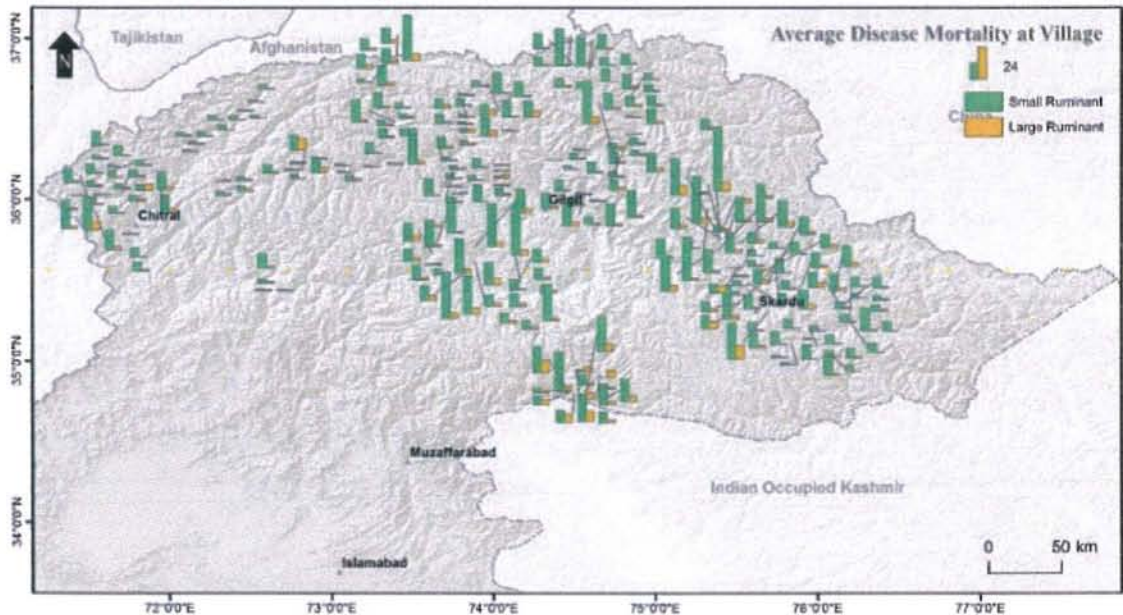 Average Disease Mortality at Village
24
Small Ruminant
Large Ruminant
Tajikistan
Afghanistan
China
N
37°0'0"N
36°0'0"N
35°0'0"N
34°0'0"N
Chitral
Gilgit
Skardu
Muzaffarabad
Islamabad
Indian Occupied Kashmir
0 50 km
72°0'0"E
73°0'0"E
74°0'0"E
75°0'0"E
76°0'0"E
77°0'0"E